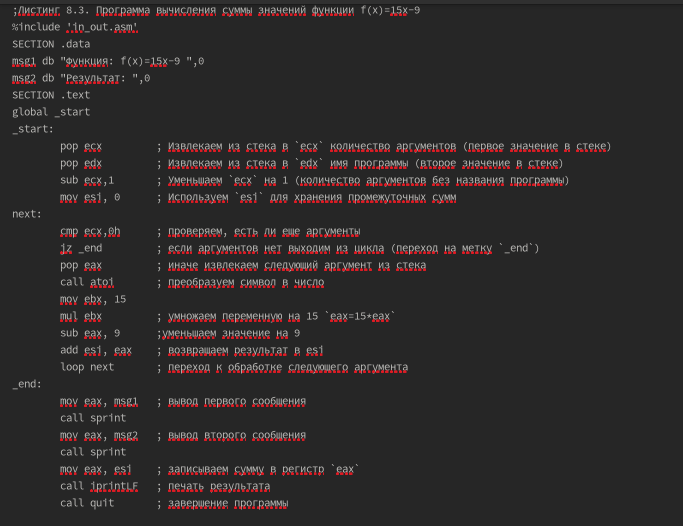 ;Листинг 8.3. Программа вычисления суммы значений функции f(x)=15x-9
%include 'in_out.asm'
SECTION .data
msg1 db "Функция: f(x)=15x-9 ",0
msg2 db "Результат: ",0
SECTION .text
global _start
_start:
pop ecx ; Извлекаем из стека в `ecx` количество аргументов (первое значение в стеке)
pop edx ; Извлекаем из стека в `edx` имя программы (второе значение в стеке)
sub ecx,1 ; Уменьшаем `ecx` на 1 (количество аргументов без названия программы)
mov esi, 0 ; Используем `esi` для хранения промежуточных сумм
next:
cmp ecx,0h ; проверяем, есть ли еще аргументы
jz _end ; если аргументов нет выходим из цикла (переход на метку `_end`)
pop eax ; иначе извлекаем следующий аргумент из стека
call atoi ; преобразуем символ в число
mov ebx, 15
mul ebx ; умножаем переменную на 15 `eax=15*eax`
sub eax, 9 ;уменьшаем значение на 9
add esi, eax ; возвращаем результат в esi
loop next ; переход к обработке следующего аргумента
_end:
mov eax, msg1 ; вывод первого сообщения
call sprint
mov eax, msg2 ; вывод второго сообщения
call sprint
mov eax, esi ; записываем сумму в регистр `eax`
call iprintLF ; печать результата
call quit ; завершение программы